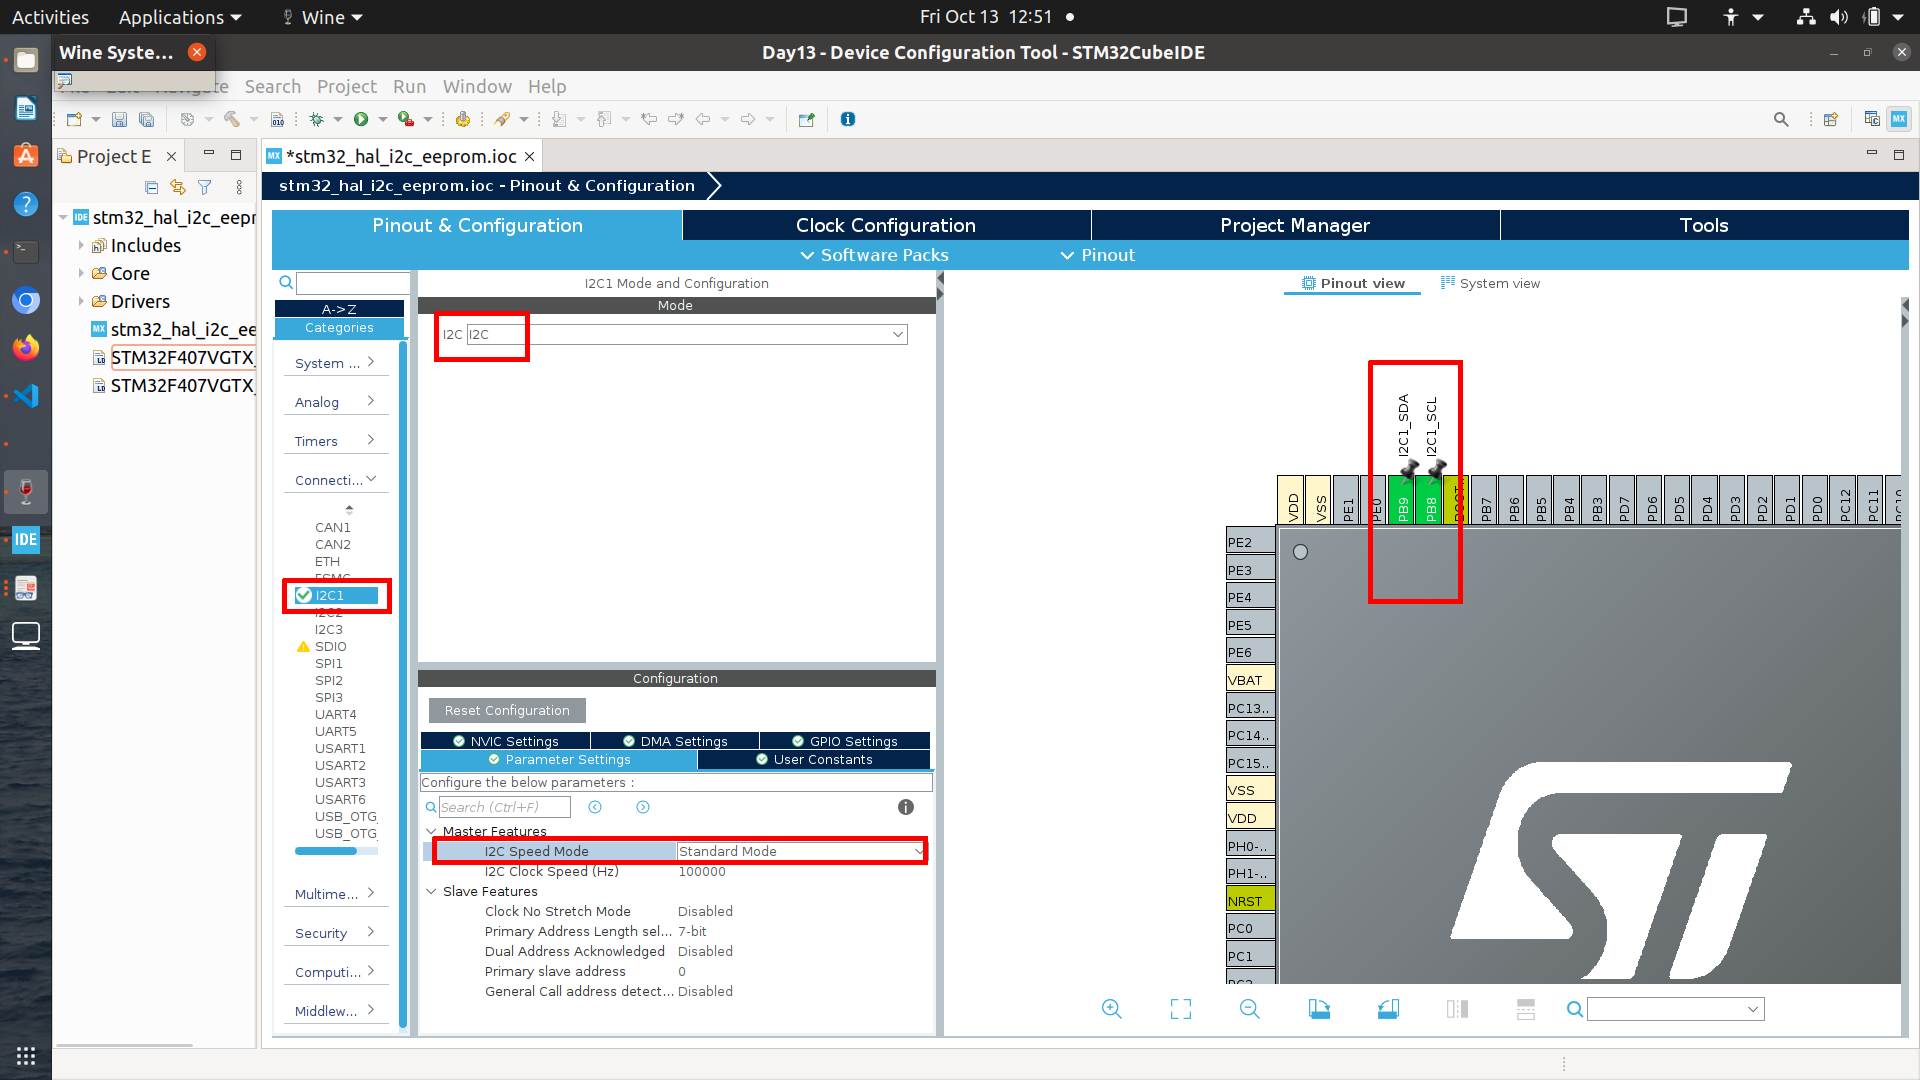 Activities Applications Wine Fri Oct 13 12:51
Wine Syste...
Day13 - Device Configuration Tool - STM32CubeIDE
Search Project Run Window Help
Project E
*stm32_hal_i2c_eeprom.ioc
stm32_hal_i2c_eeprom.ioc - Pinout & Configuration
IDE stm32_hal_i2c_eepr
Includes
Core
Drivers
MX stm32_hal_i2c_ee
STM32F407VGTX_
STM32F407VGTX_
Pinout & Configuration Clock Configuration Project Manager Tools
Software Packs Pinout
A->Z
Categories
System ...
Analog
Timers
Connecti...
CAN1
CAN2
ETH
FSMC
I2C1
I2C2
I2C3
SDIO
SPI1
SPI2
SPI3
UART4
UART5
USART1
USART2
USART3
USART6
USB_OTG_
USB_OTG_
Multime...
Security
Computi...
Middlew...
I2C1 Mode and Configuration
Mode
I2C I2C
Configuration
Reset Configuration
NVIC Settings DMA Settings GPIO Settings
Parameter Settings User Constants
Configure the below parameters :
Search (Ctrl+F)
Master Features
I2C Speed Mode Standard Mode
I2C Clock Speed (Hz) 100000
Slave Features
Clock No Stretch Mode Disabled
Primary Address Length sel... 7-bit
Dual Address Acknowledged Disabled
Primary slave address 0
General Call address detect... Disabled
Pinout view System view
I2C1_SDA I2C1_SCL
VDD VSS PE1 PE0 PB9 PB8 BOOT.. PB7 PB6 PB5 PB4 PB3 PD7 PD6 PD5 PD4 PD3 PD2 PD1 PD0 PC12 PC11 PC10
PE2
PE3
PE4
PE5
PE6
VBAT
PC13..
PC14..
PC15..
VSS
VDD
PH0-..
PH1-..
NRST
PC0
PC1
PC2
ST
IDE